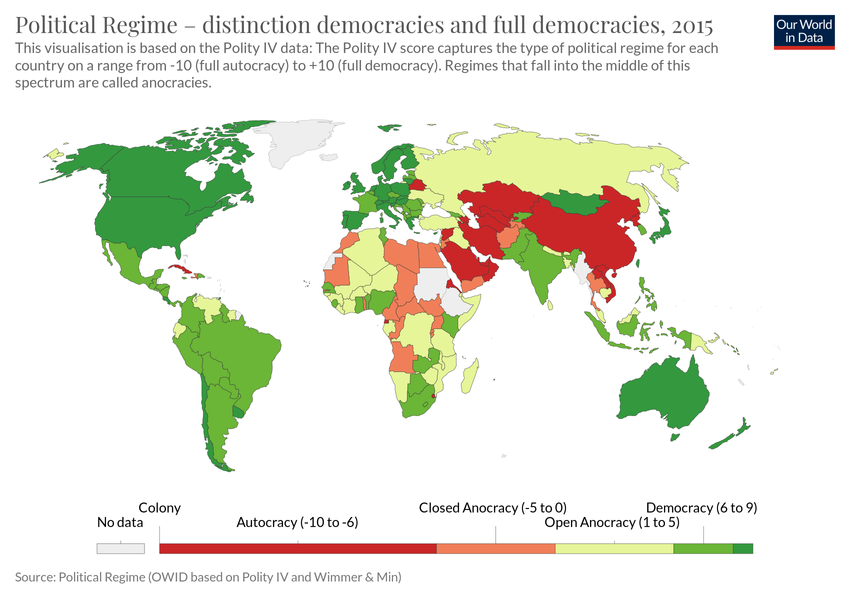 Political Regime – distinction democracies and full democracies, 2015
Our World
in Data
This visualisation is based on the Polity IV data: The Polity IV score captures the type of political regime for each
country on a range from -10 (full autocracy) to +10 (full democracy). Regimes that fall into the middle of this
spectrum are called anocracies.
Colony
Closed Anocracy (-5 to 0)
Democracy (6 to 9)
No data
Autocracy (-10 to -6)
Open Anocracy (1 to 5)
Source: Political Regime (OWID based on Polity IV and Wimmer & Min)